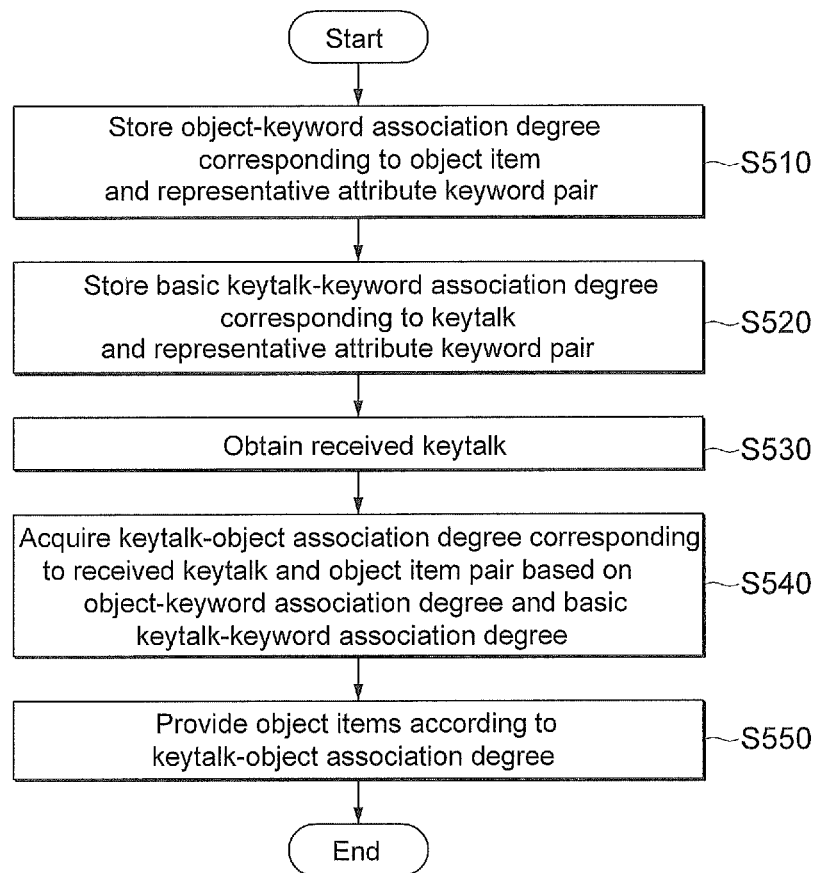 Start
Store object-keyword association degree
corresponding to object item
and representative attribute keyword pair
S510
Store basic keytalk-keyword association degree
corresponding to keytalk
and representative attribute keyword pair
S520
Obtain received keytalk
S530
Acquire keytalk-object association degree corresponding
to received keytalk and object item pair based on
object-keyword association degree and basic
keytalk-keyword association degree
S540
Provide object items according to
keytalk-object association degree
S550
End